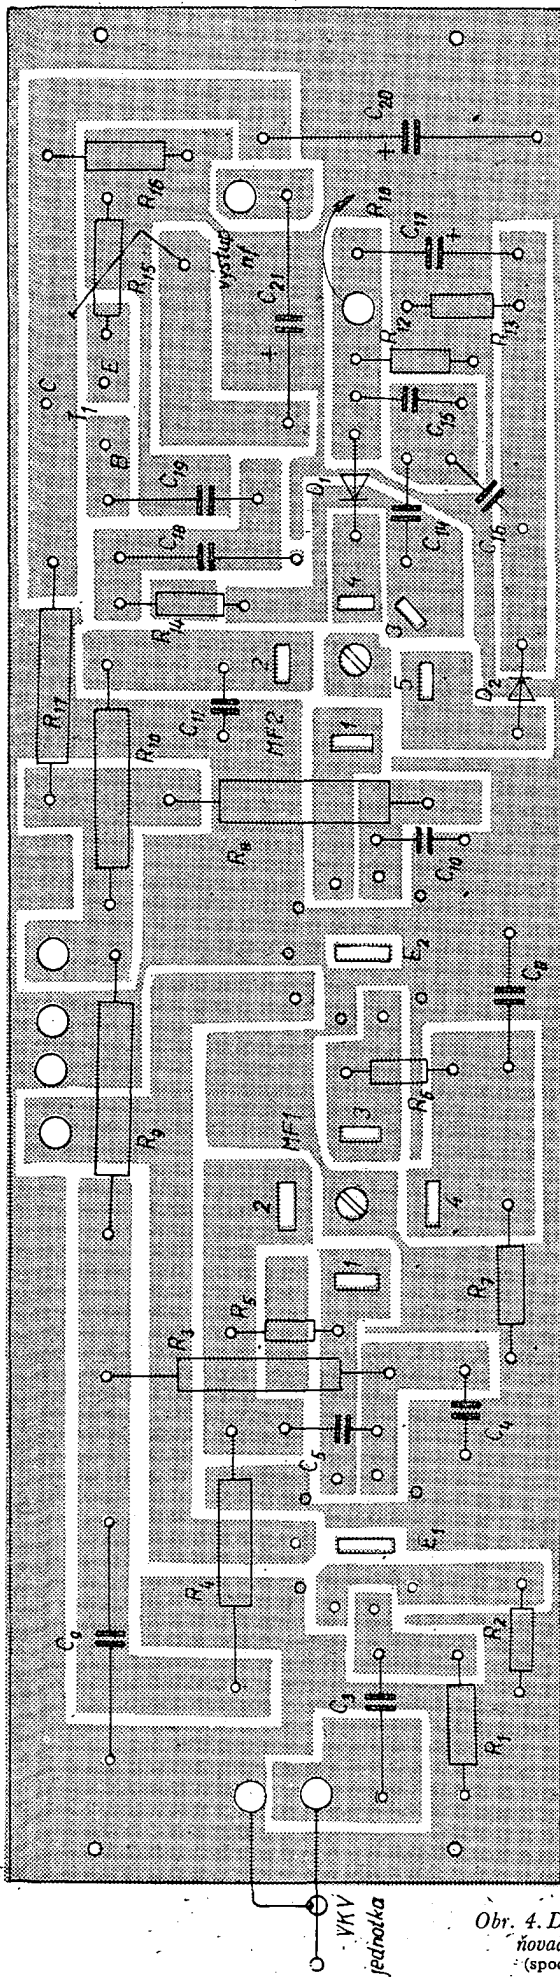 C20
R16
R18
C17
výstup
nf
R15
C21
R12
R13
C
E
T1
B
C15
C19
D1
C16
C14
C18
4
R14
3
2
5
D2
R17
R10
C11
MF2
1
R8
C10
E2
C8
R9
R6
MF1
3
2
4
R7
1
R5
R3
C5
C4
E1
R4
C9
R2
C3
R1
VKV
jednotka
Obr. 4. D
ňovac
(spod